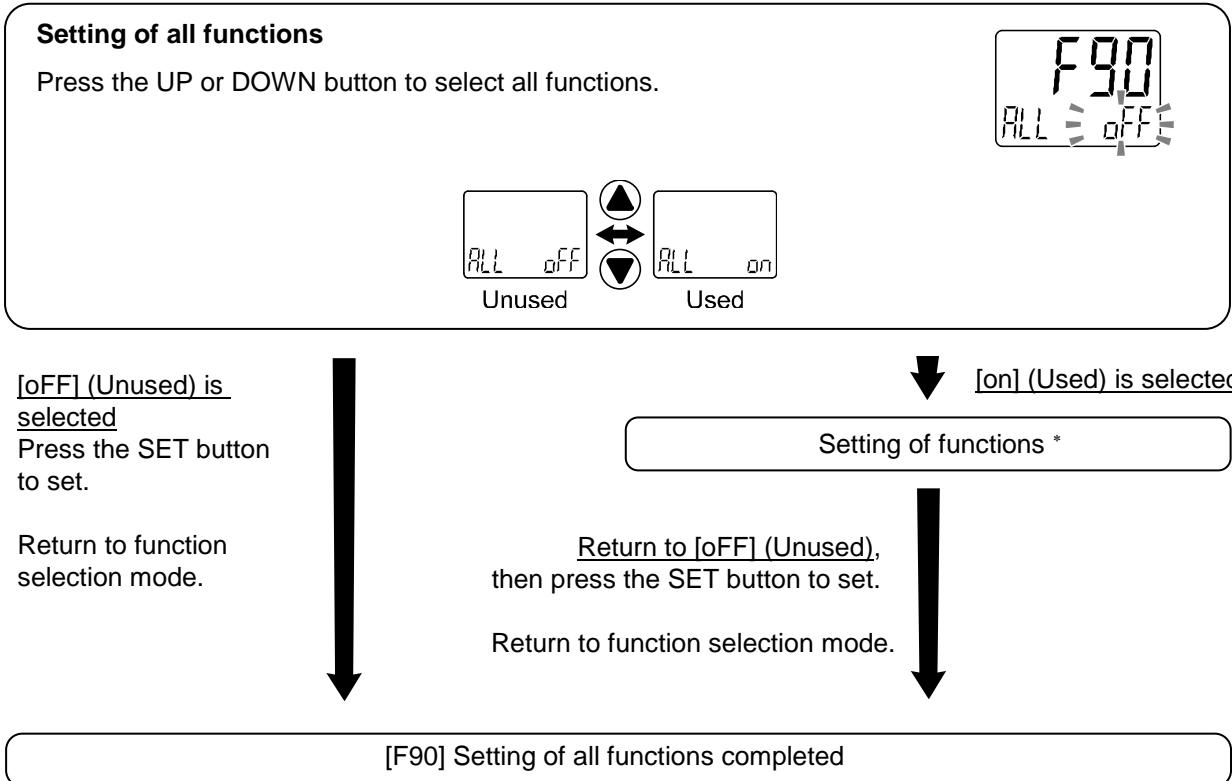 Setting of all functions
Press the UP or DOWN button to select all functions.
F90
ALL oFF
ALL oFF
ALL on
Unused
Used
[oFF] (Unused) is
selected
Press the SET button
to set.
Return to function
selection mode.
[on] (Used) is selected
Setting of functions *
Return to [oFF] (Unused),
then press the SET button to set.
Return to function selection mode.
[F90] Setting of all functions completed